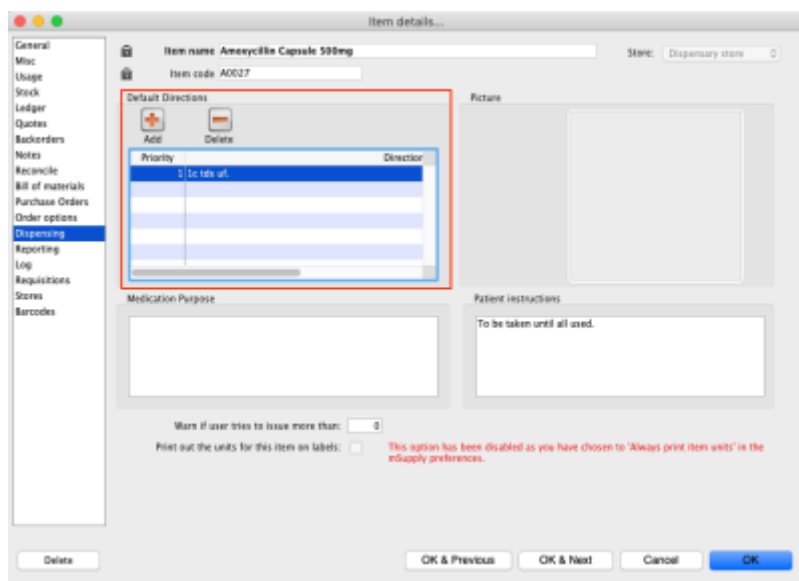 Item details...
General
Misc
Usage
Stock
Ledger
Quotes
Backorders
Notes
Reconcile
Bill of materials
Purchase Orders
Order options
Dispensing
Reporting
Log
Requisitions
Stores
Barcodes
Item name Amoxycillin Capsule 500mg
Store: Dispensary store
Item code A0027
Default Directions
Add Delete
Priority Direction
1 1c tds uf.
Picture
Medication Purpose
Patient instructions
To be taken until all used.
Warn if user tries to issue more than: 0
Print out the units for this item on labels:
This option has been disabled as you have chosen to 'Always print item units' in the
mSupply preferences.
Delete OK & Previous OK & Next Cancel OK